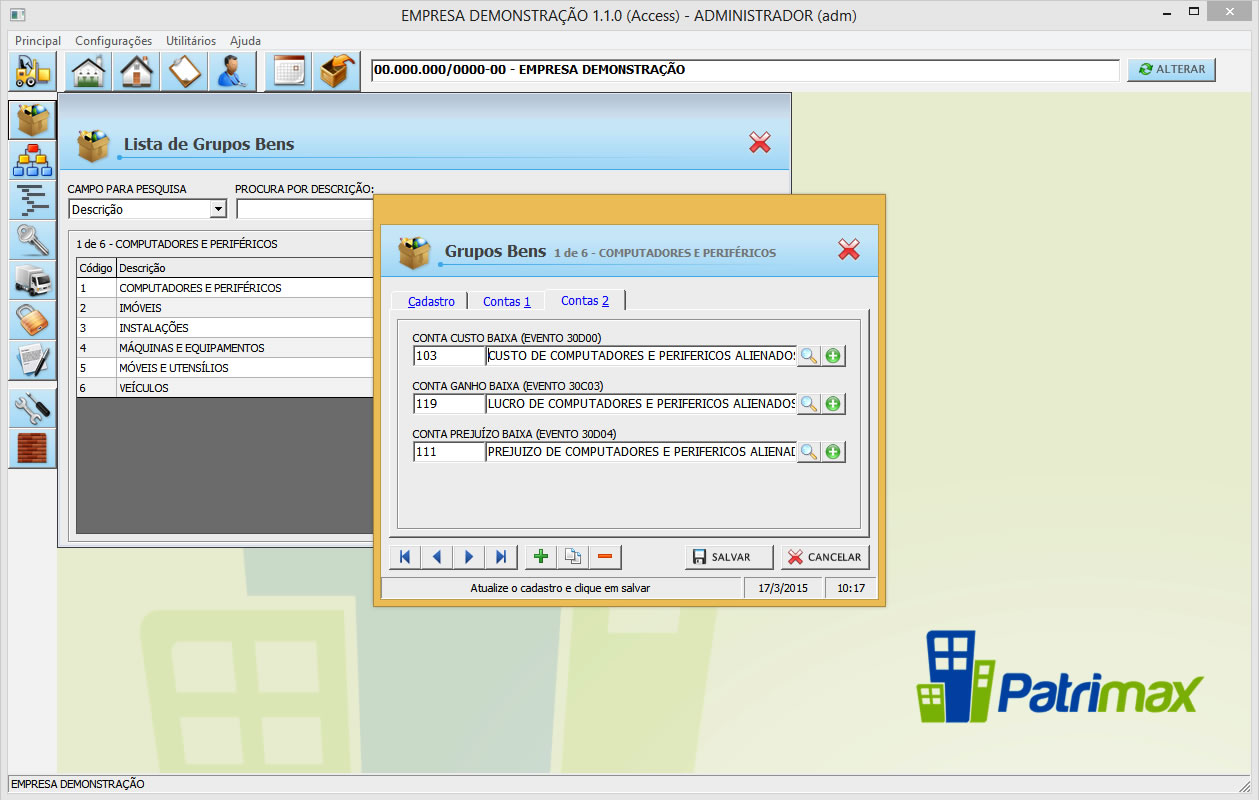 EMPRESA DEMONSTRAÇÃO 1.1.0 (Access) - ADMINISTRADOR (adm)
Principal Configurações Utilitários Ajuda
00.000.000/0000-00 - EMPRESA DEMONSTRAÇÃO
ALTERAR
Lista de Grupos Bens
CAMPO PARA PESQUISA PROCURA POR DESCRIÇÃO:
Descrição
1 de 6 - COMPUTADORES E PERIFÉRICOS
Código Descrição
1 COMPUTADORES E PERIFÉRICOS
2 IMÓVEIS
3 INSTALAÇÕES
4 MÁQUINAS E EQUIPAMENTOS
5 MÓVEIS E UTENSÍLIOS
6 VEÍCULOS
Grupos Bens 1 de 6 - COMPUTADORES E PERIFÉRICOS
Cadastro Contas 1 Contas 2
CONTA CUSTO BAIXA (EVENTO 30D00)
103 CUSTO DE COMPUTADORES E PERIFERICOS ALIENADOS
CONTA GANHO BAIXA (EVENTO 30C03)
119 LUCRO DE COMPUTADORES E PERIFERICOS ALIENADOS
CONTA PREJUÍZO BAIXA (EVENTO 30D04)
111 PREJUIZO DE COMPUTADORES E PERIFERICOS ALIENAD
SALVAR CANCELAR
Atualize o cadastro e clique em salvar 17/3/2015 10:17
Patrimax
EMPRESA DEMONSTRAÇÃO